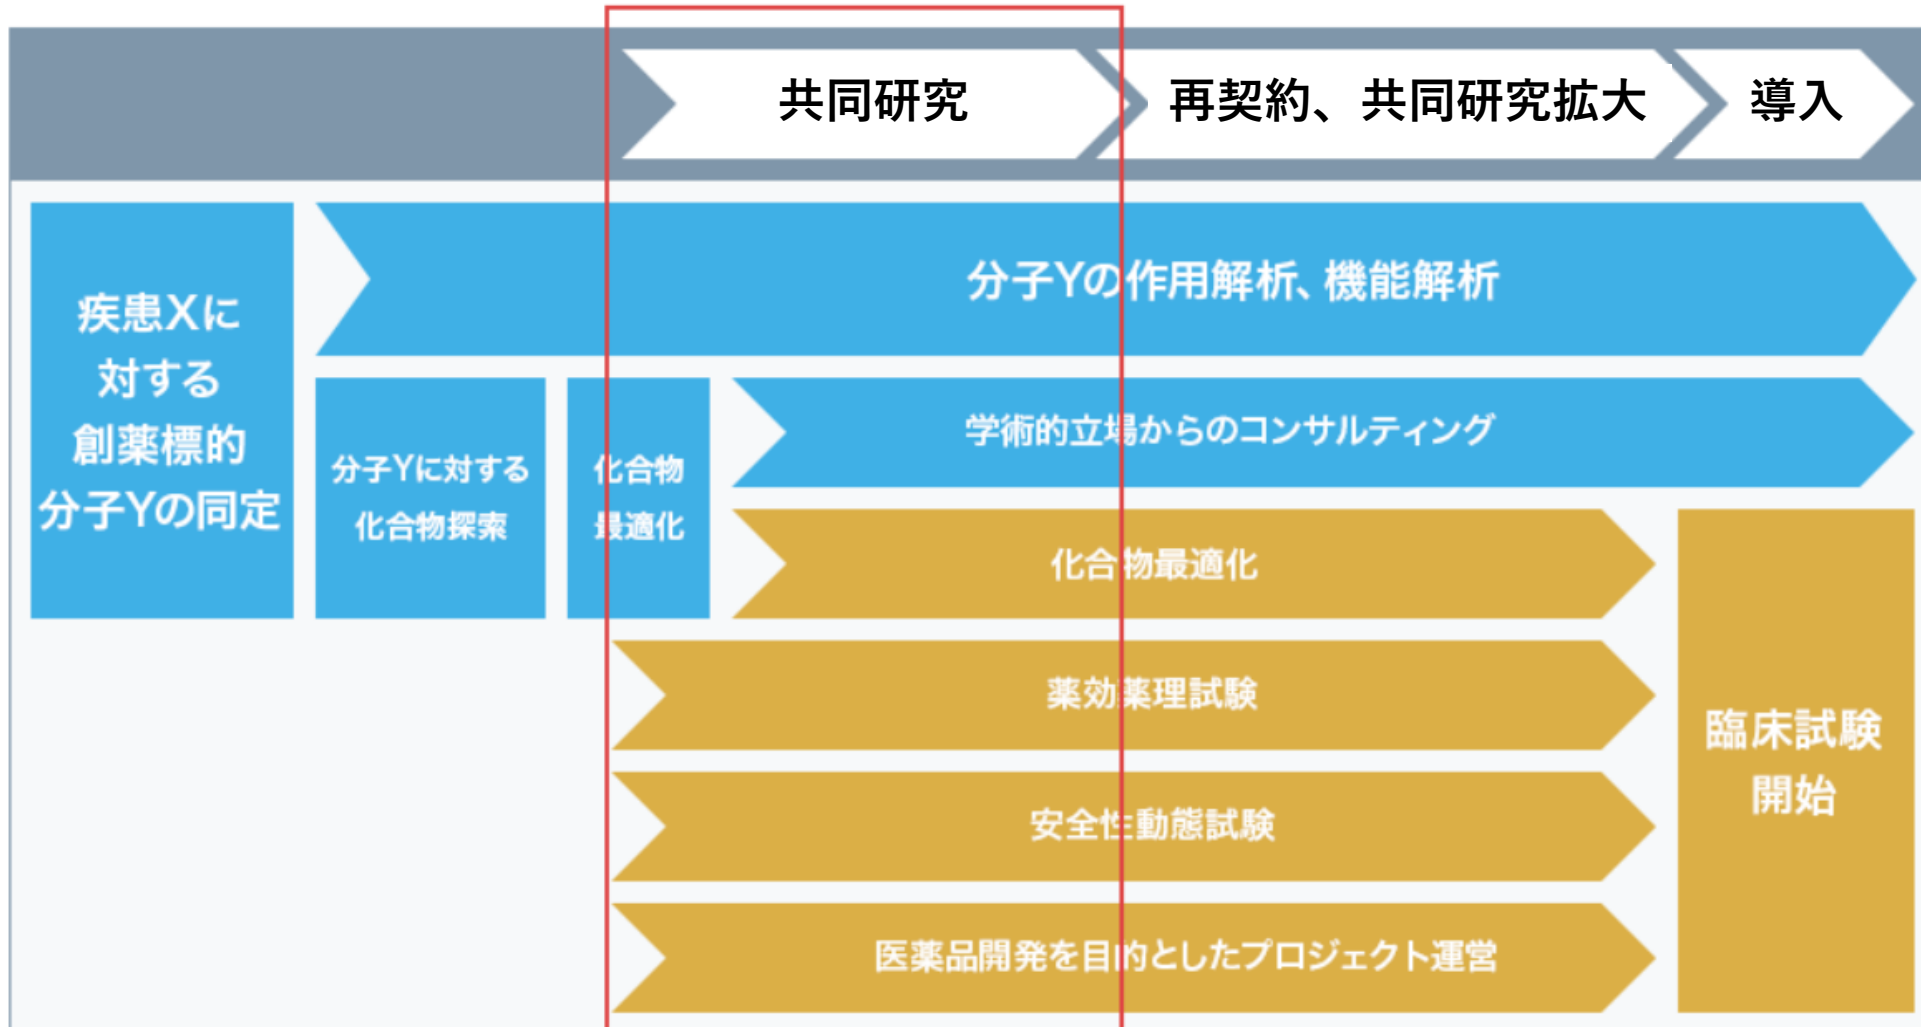 共同研究
再契約、共同研究拡大
導入
疾患Xに
対する
創薬標的
分子Yの同定
分子Yの作用解析、機能解析
分子Yに対する
化合物探索
化合物
最適化
学術的立場からのコンサルティング
化合物最適化
薬効薬理試験
安全性動態試験
医薬品開発を目的としたプロジェクト運営
臨床試験
開始